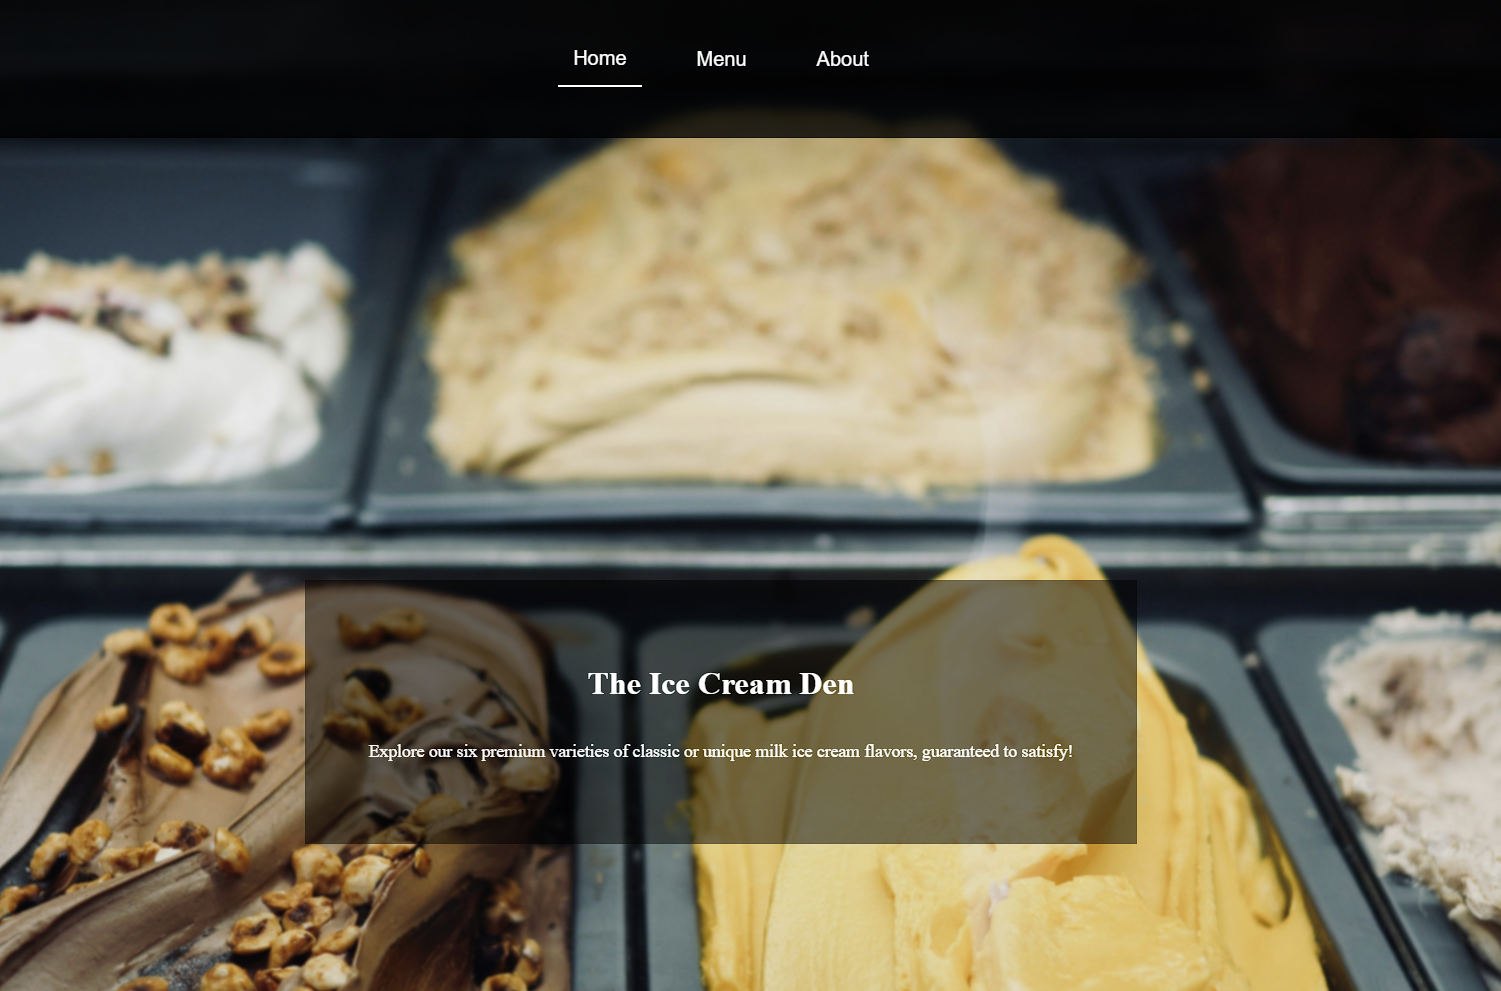 Home Menu About
The Ice Cream Den
Explore our six premium varieties of classic or unique milk ice cream flavors, guaranteed to satisfy!